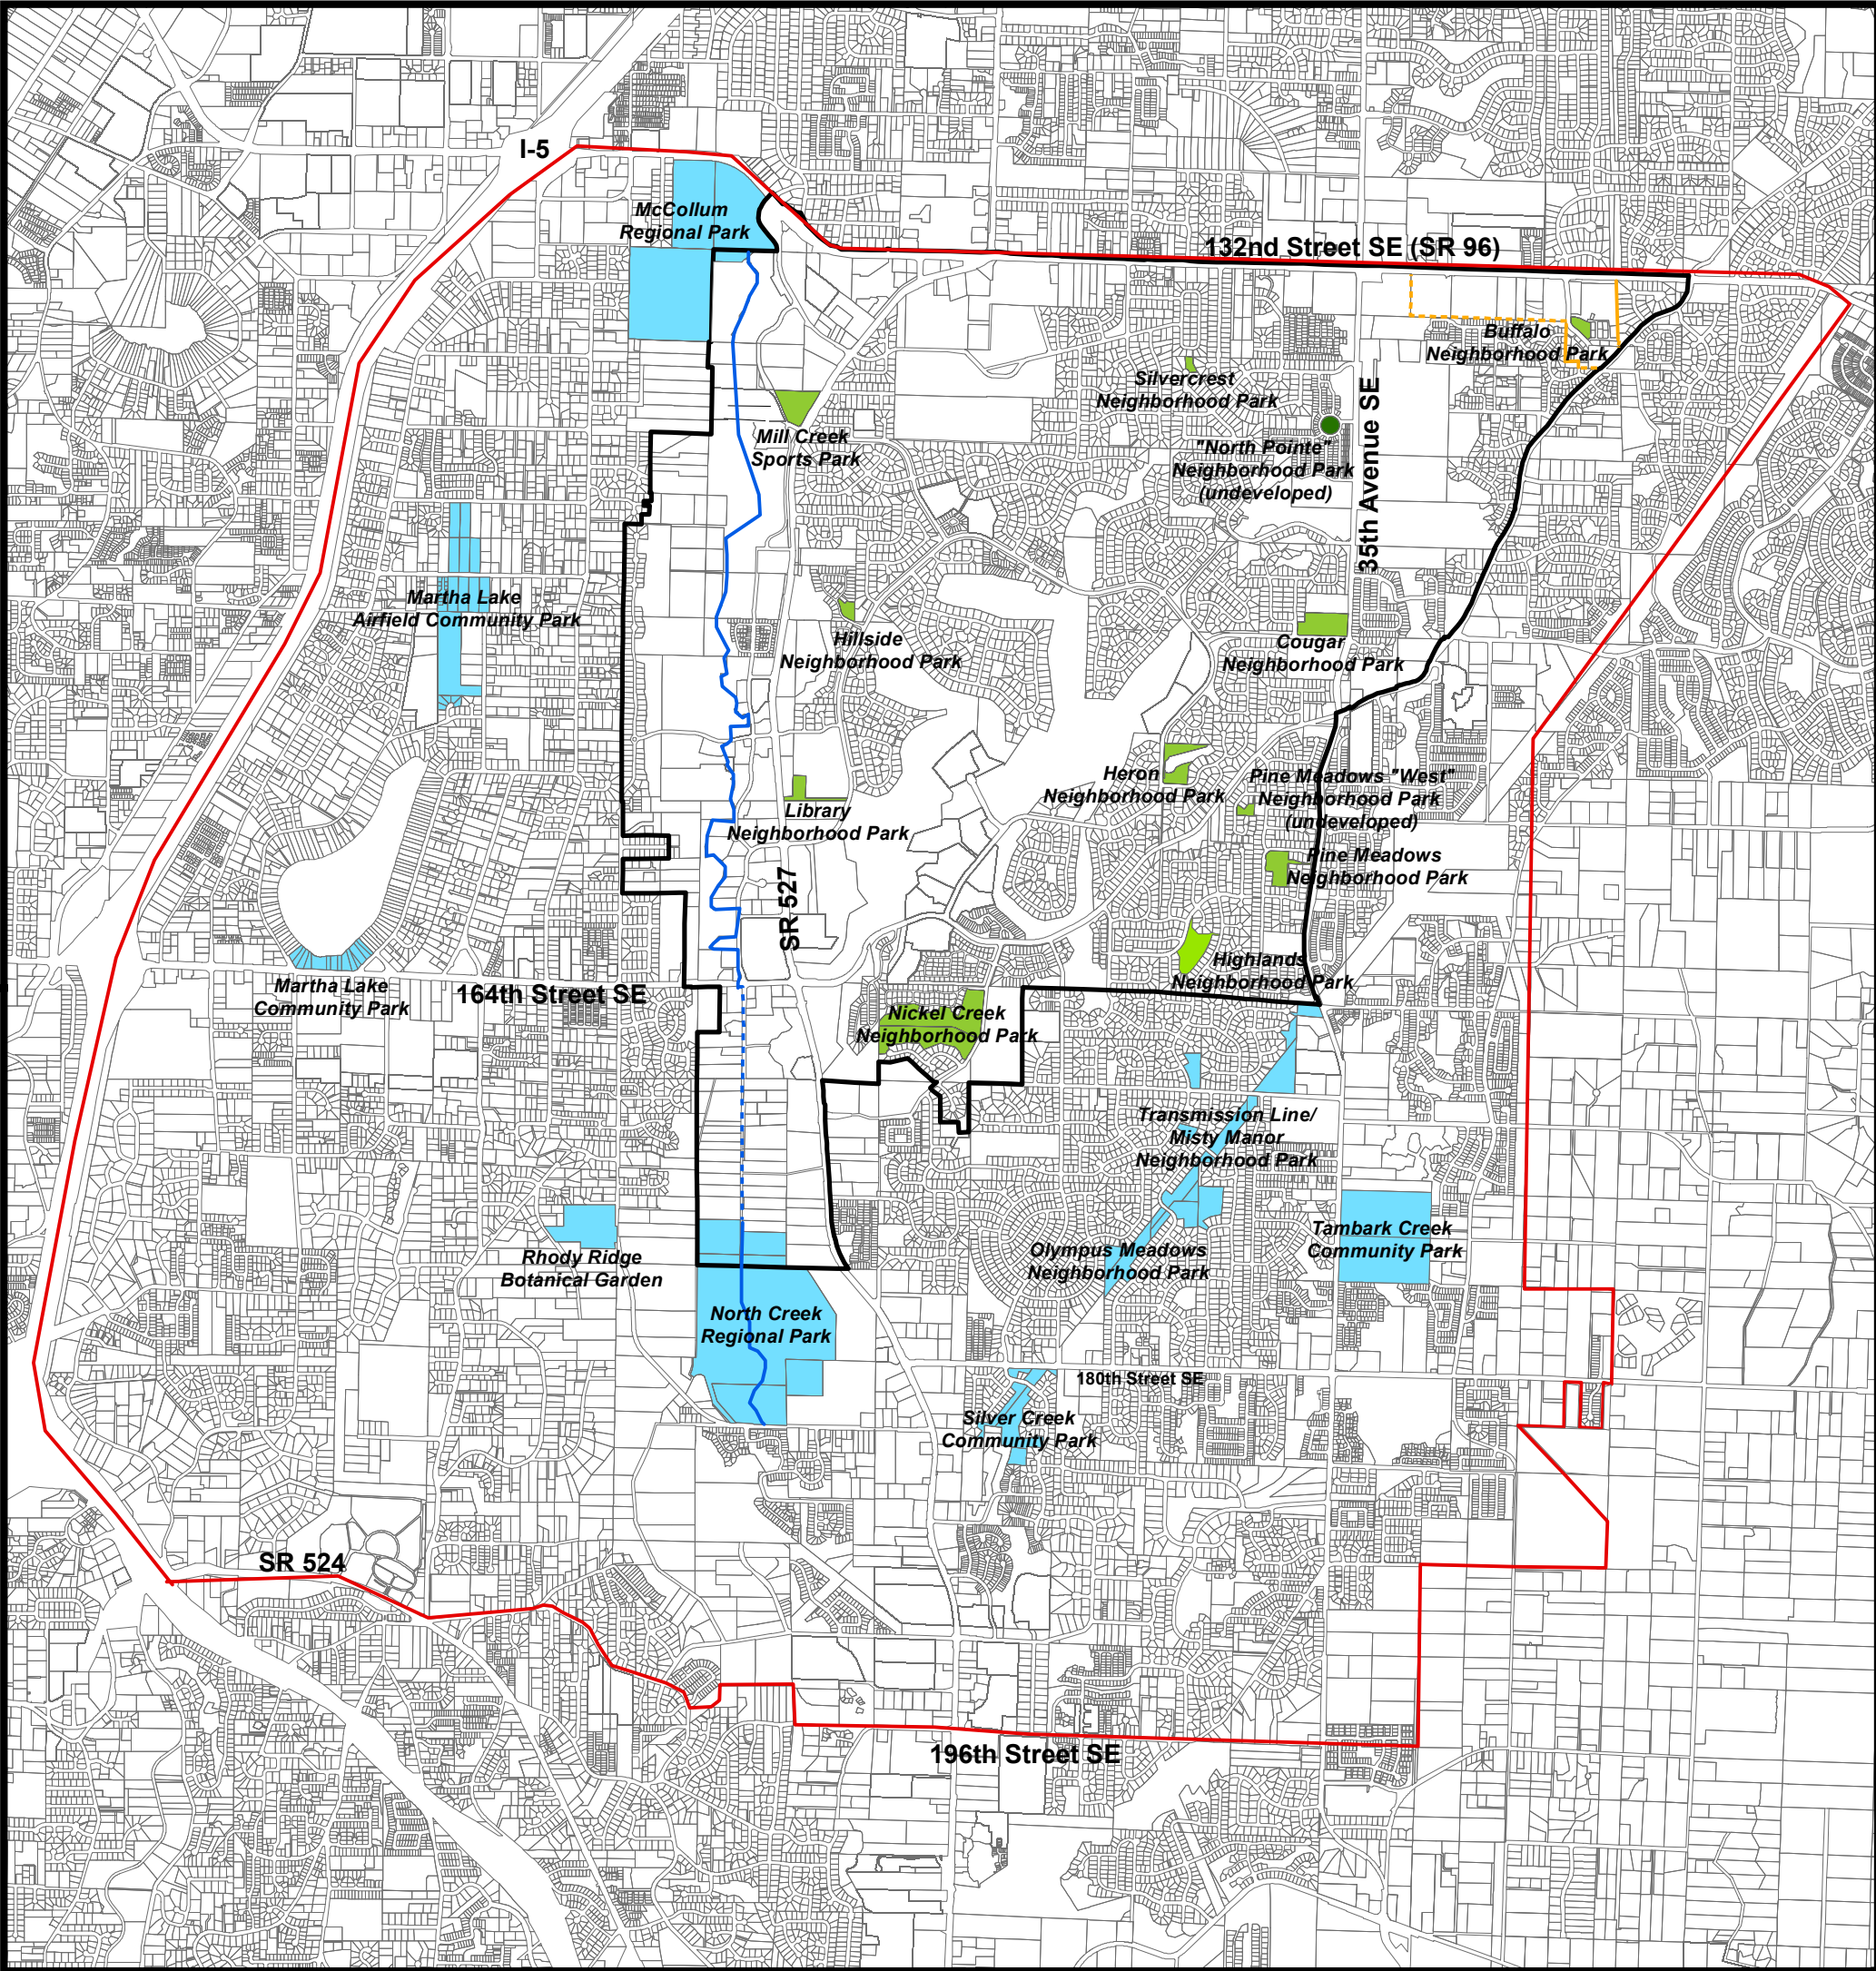 I-5
McCollum
Regional Park
132nd Street SE (SR 96)
Buffalo
Neighborhood Park
Silvercrest
Neighborhood Park
35th Avenue SE
Mill Creek
Sports Park
"North Pointe"
Neighborhood Park
(undeveloped)
Martha Lake
Airfield Community Park
Hillside
Neighborhood Park
Cougar
Neighborhood Park
Heron
Neighborhood Park
Pine Meadows "West"
Neighborhood Park
(undeveloped)
Library
Neighborhood Park
Pine Meadows
Neighborhood Park
SR 527
Highlands
Neighborhood Park
Martha Lake
Community Park
164th Street SE
Nickel Creek
Neighborhood Park
Transmission Line/
Misty Manor
Neighborhood Park
Tambark Creek
Community Park
Rhody Ridge
Botanical Garden
Olympus Meadows
Neighborhood Park
North Creek
Regional Park
180th Street SE
Silver Creek
Community Park
SR 524
196th Street SE